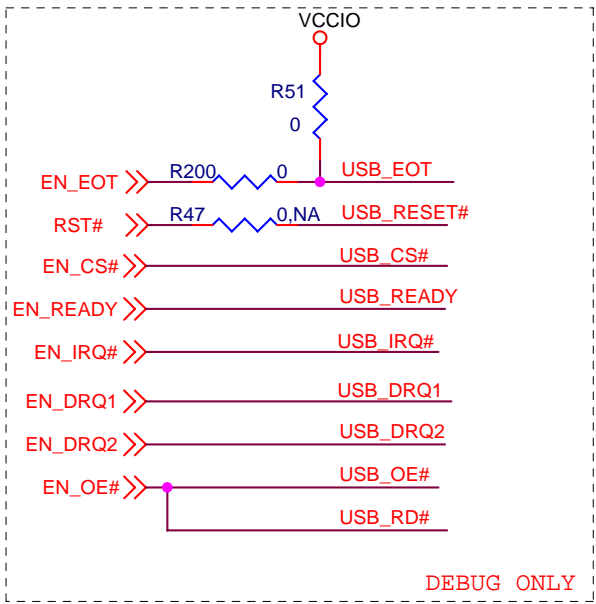 VCCIO
R51
0
EN_EOT R200 0 USB_EOT
RST# R47 0,NA USB_RESET#
EN_CS# USB_CS#
EN_READY USB_READY
EN_IRQ# USB_IRQ#
EN_DRQ1 USB_DRQ1
EN_DRQ2 USB_DRQ2
EN_OE# USB_OE#
USB_RD#
DEBUG ONLY